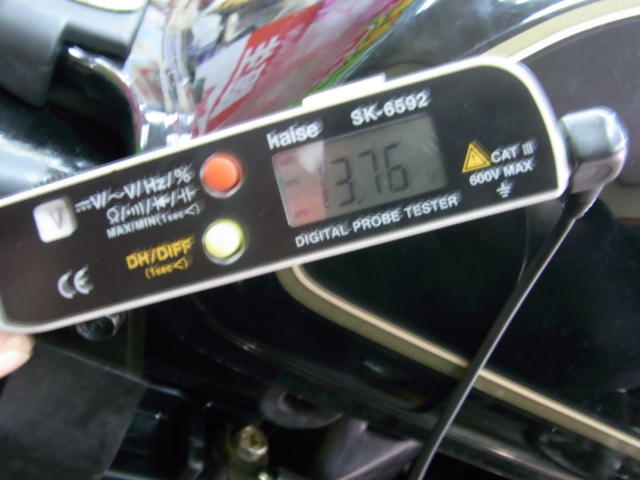 kaise SK-6592
V
⎓V/~V/Hz/%
MAX/MIN(1sec<)
DH/DIFF
(1sec<)
CE
13.76
DIGITAL PROBE TESTER
CAT III
600V MAX